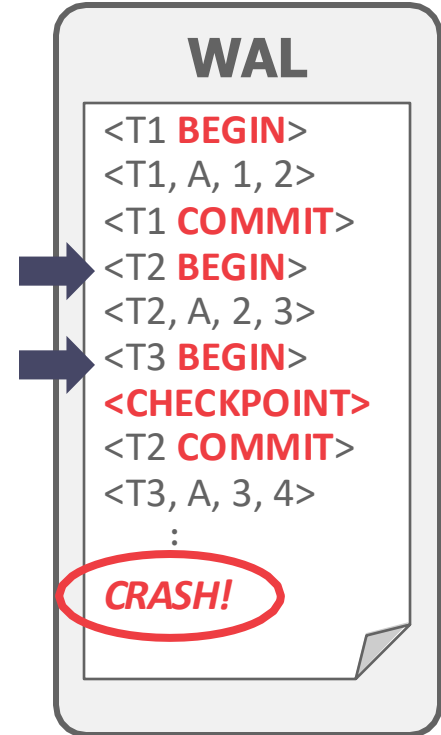 WAL
<T1 BEGIN>
<T1, A, 1, 2>
<T1 COMMIT>
<T2 BEGIN>
<T2, A, 2, 3>
<T3 BEGIN>
<CHECKPOINT>
<T2 COMMIT>
<T3, A, 3, 4>
:
CRASH!